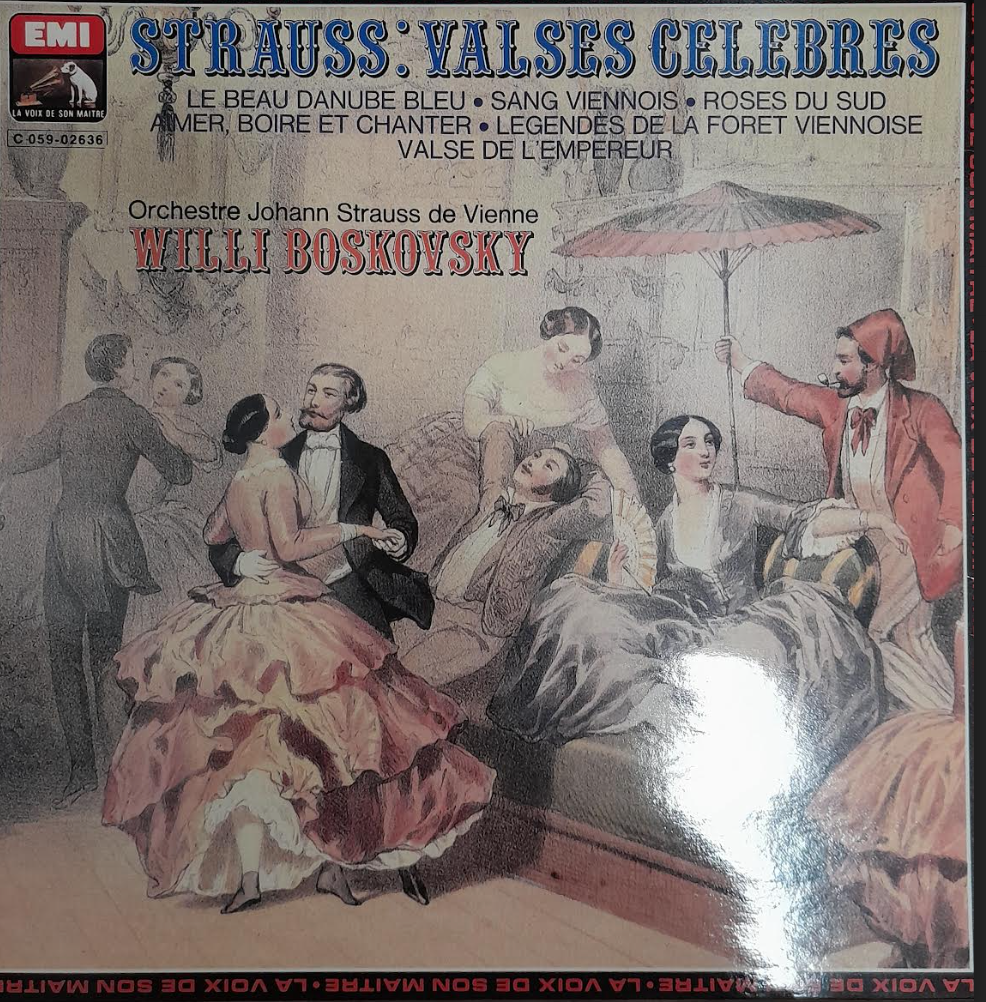 EMI
LA VOIX DE SON MAITRE
C 059-02636
STRAUSS: VALSES CELEBRES
LE BEAU DANUBE BLEU • SANG VIENNOIS • ROSES DU SUD
AIMER, BOIRE ET CHANTER • LEGENDES DE LA FORET VIENNOISE
VALSE DE L'EMPEREUR
Orchestre Johann Strauss de Vienne
WILLI BOSKOVSKY
LA VOIX DE SON MAITRE • LA VOIX DE SON MAITRE • LA VOIX DE SON MAITRE